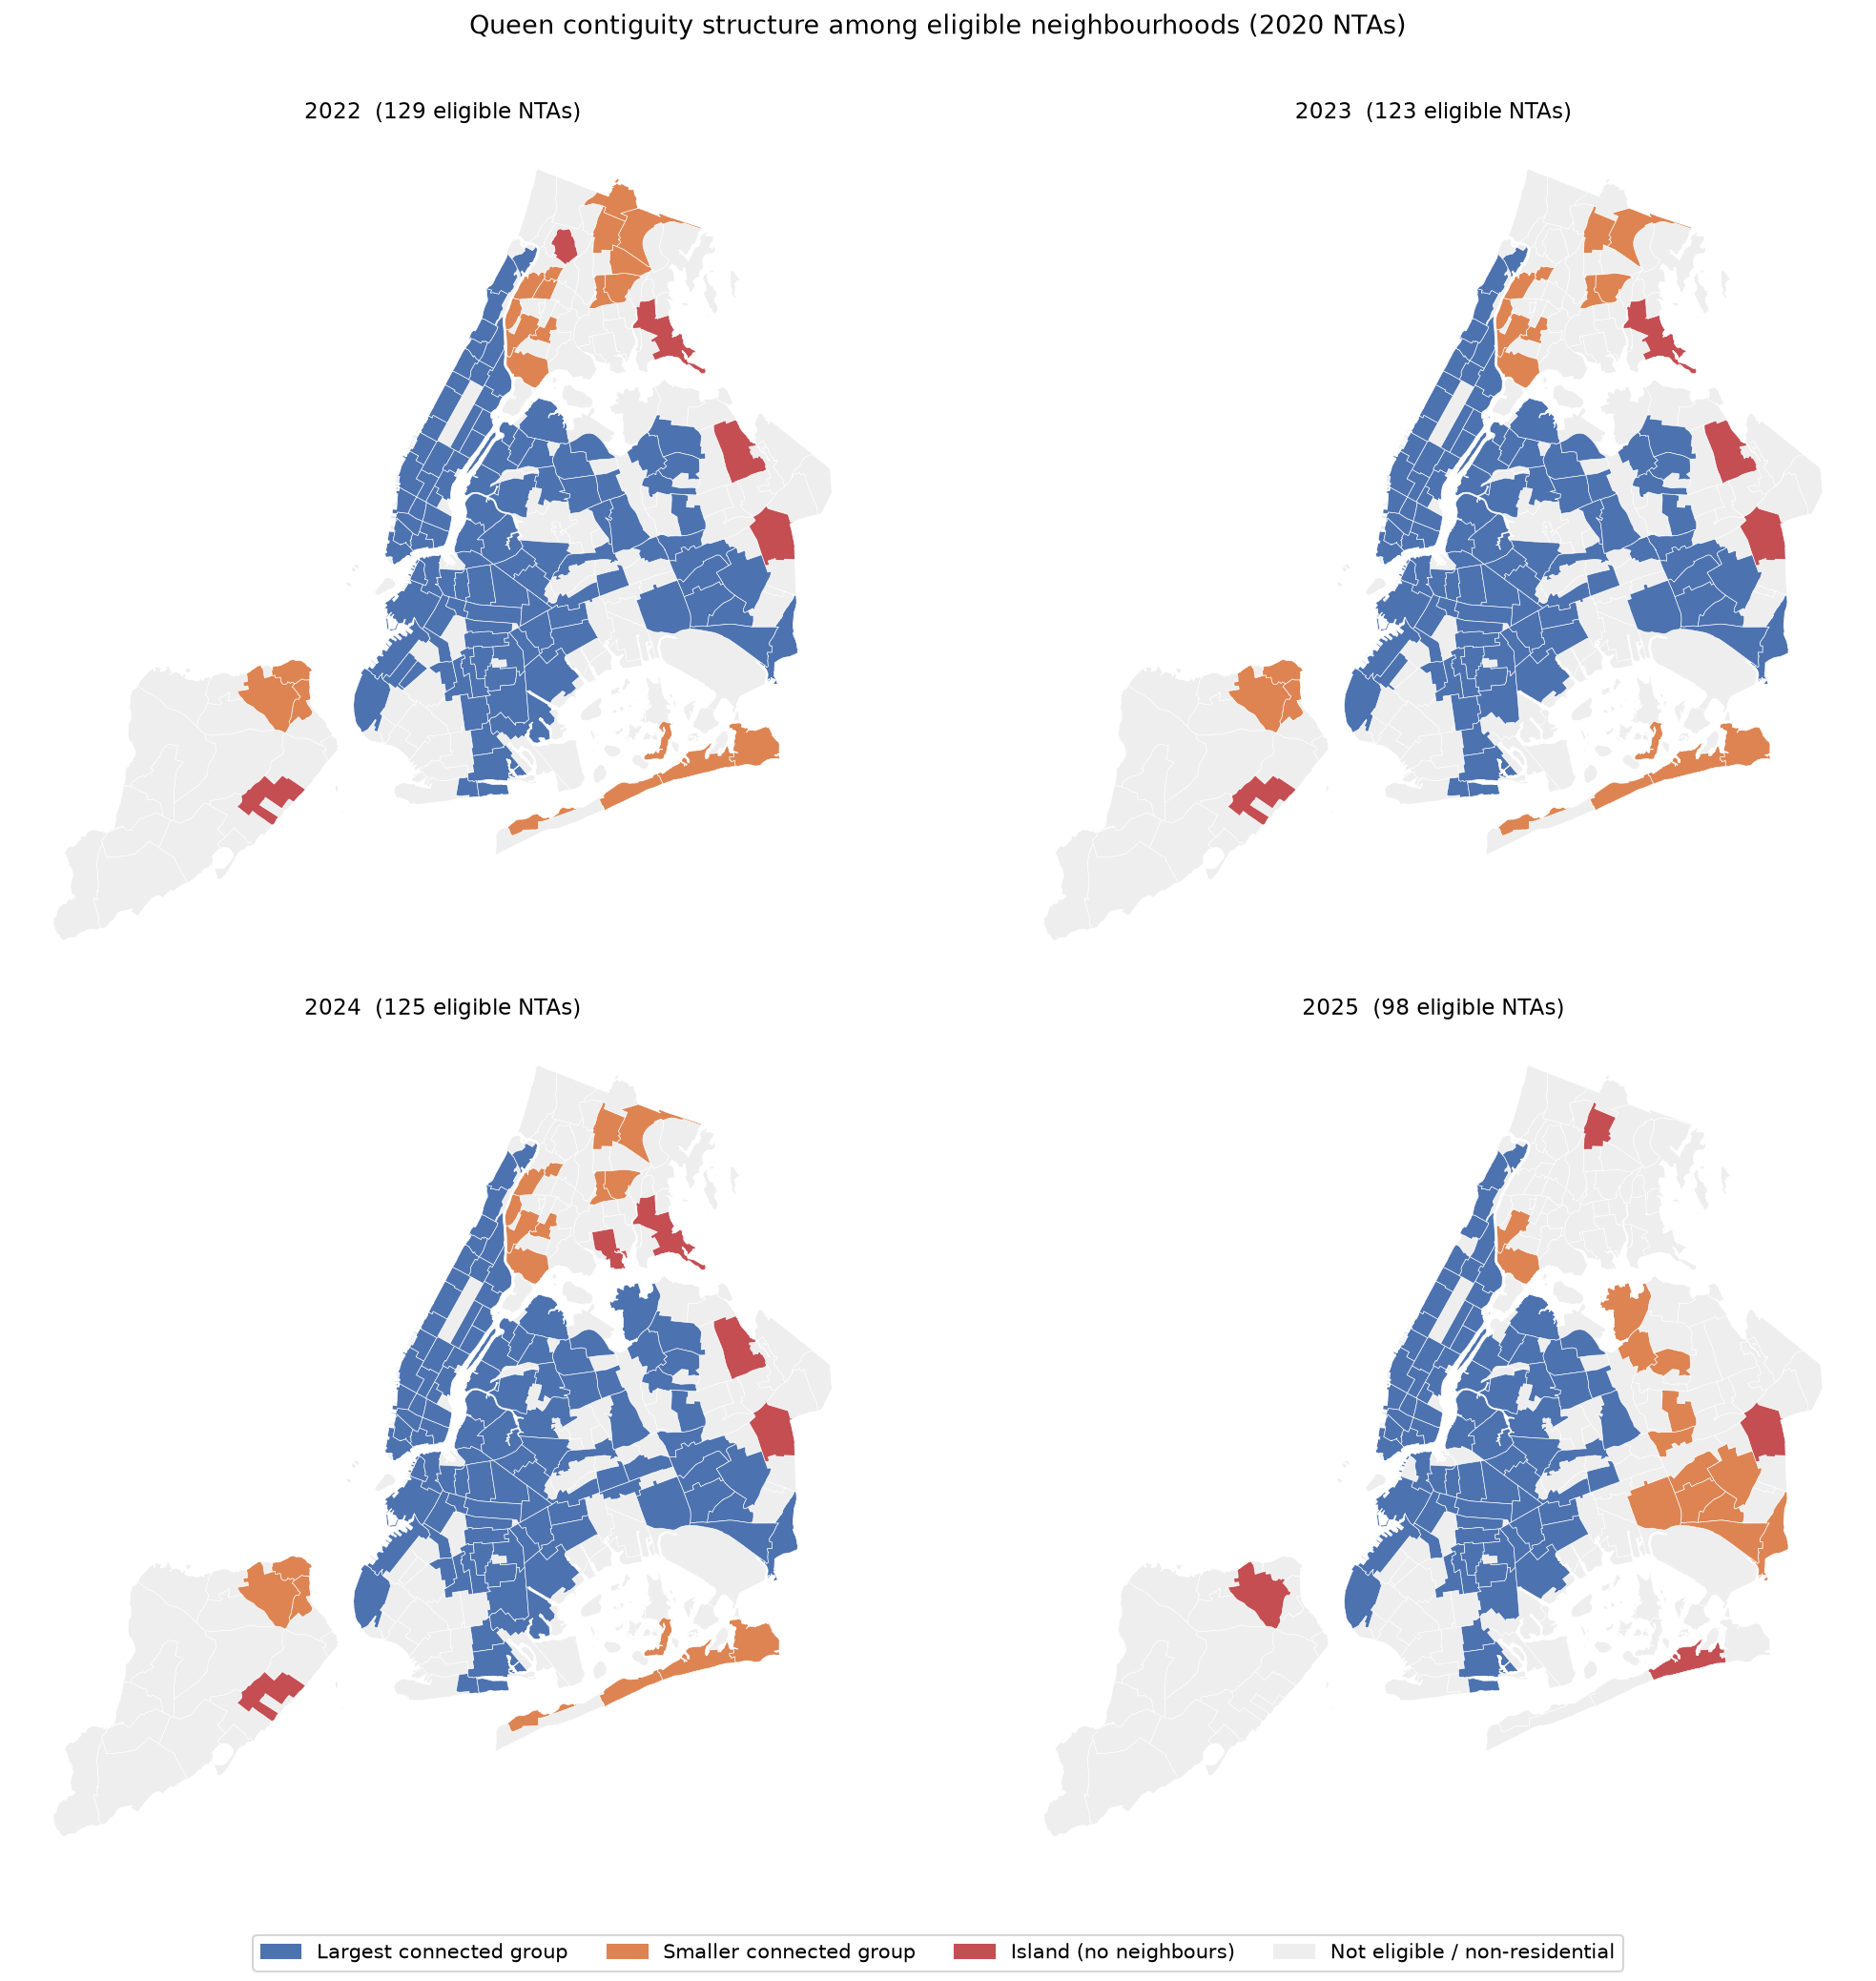 Queen contiguity structure among eligible neighbourhoods (2020 NTAs)
2022  (129 eligible NTAs)
2023  (123 eligible NTAs)
2024  (125 eligible NTAs)
2025  (98 eligible NTAs)
Largest connected group
Smaller connected group
Island (no neighbours)
Not eligible / non-residential